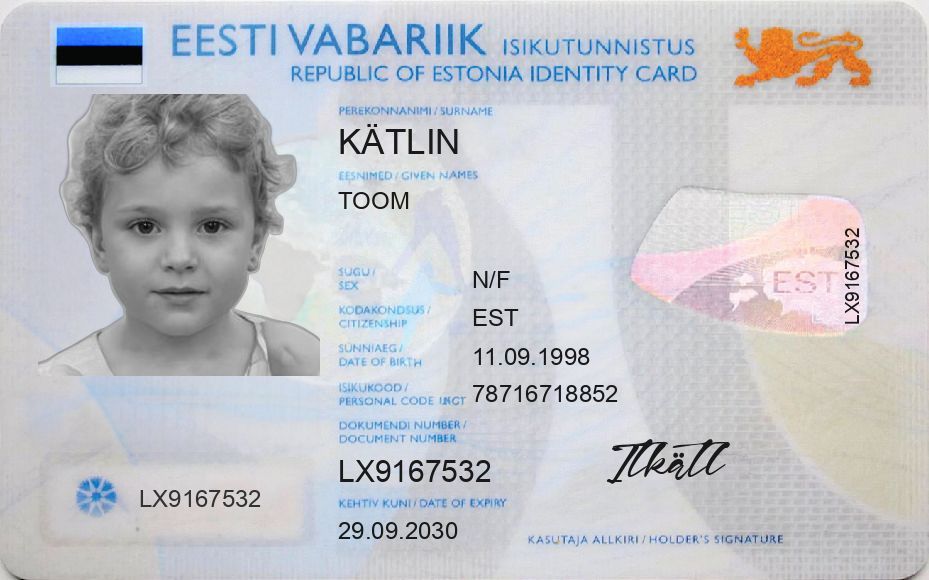 EESTI VABARIIK ISIKUTUNNISTUS
REPUBLIC OF ESTONIA IDENTITY CARD
PEREKONNANIMI / SURNAME
KÄTLIN
EESNIMED / GIVEN NAMES
TOOM
SUGU /
SEX
N/F
KODAKONDSUS /
CITIZENSHIP
EST
SÜNNIAEG /
DATE OF BIRTH
11.09.1998
ISIKUKOOD /
PERSONAL CODE
78716718852
DOKUMENDI NUMBER /
DOCUMENT NUMBER
LX9167532
KEHTIV KUNI / DATE OF EXPIRY
29.09.2030
LX9167532
EST
LX9167532
KASUTAJA ALLKIRI / HOLDER'S SIGNATURE